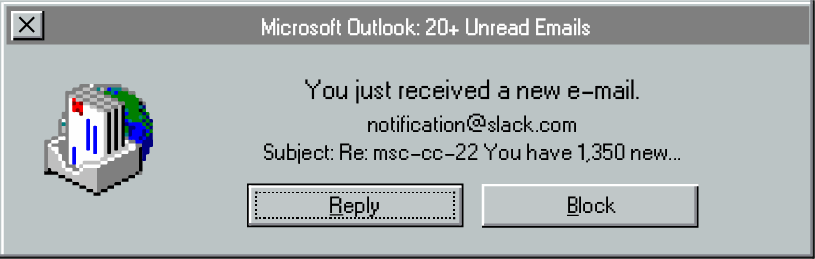 Microsoft Outlook: 20+ Unread Emails
You just received a new e-mail.
notification@slack.com
Subject: Re: msc-cc-22 You have 1,350 new...
Reply
Block